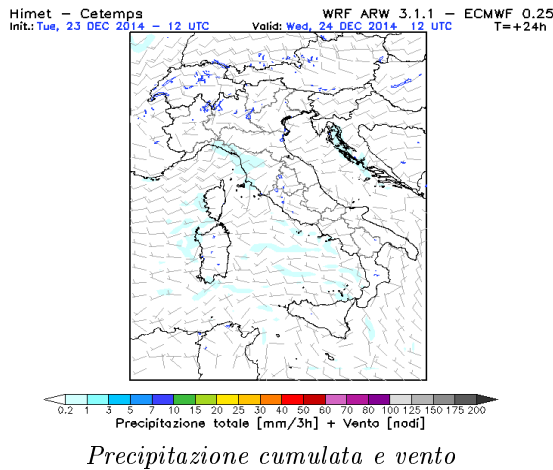 Himet – Cetemps WRF ARW 3.1.1 – ECMWF 0.25
Init.: Tue, 23 DEC 2014 – 12 UTC Valid: Wed, 24 DEC 2014 12 UTC T=+24h
0.2 1 3 5 7 10 15 20 25 30 40 50 60 70 80 100 125 150 175 200
Precipitazione totale [mm/3h] + Vento [nodi]
Precipitazione cumulata e vento